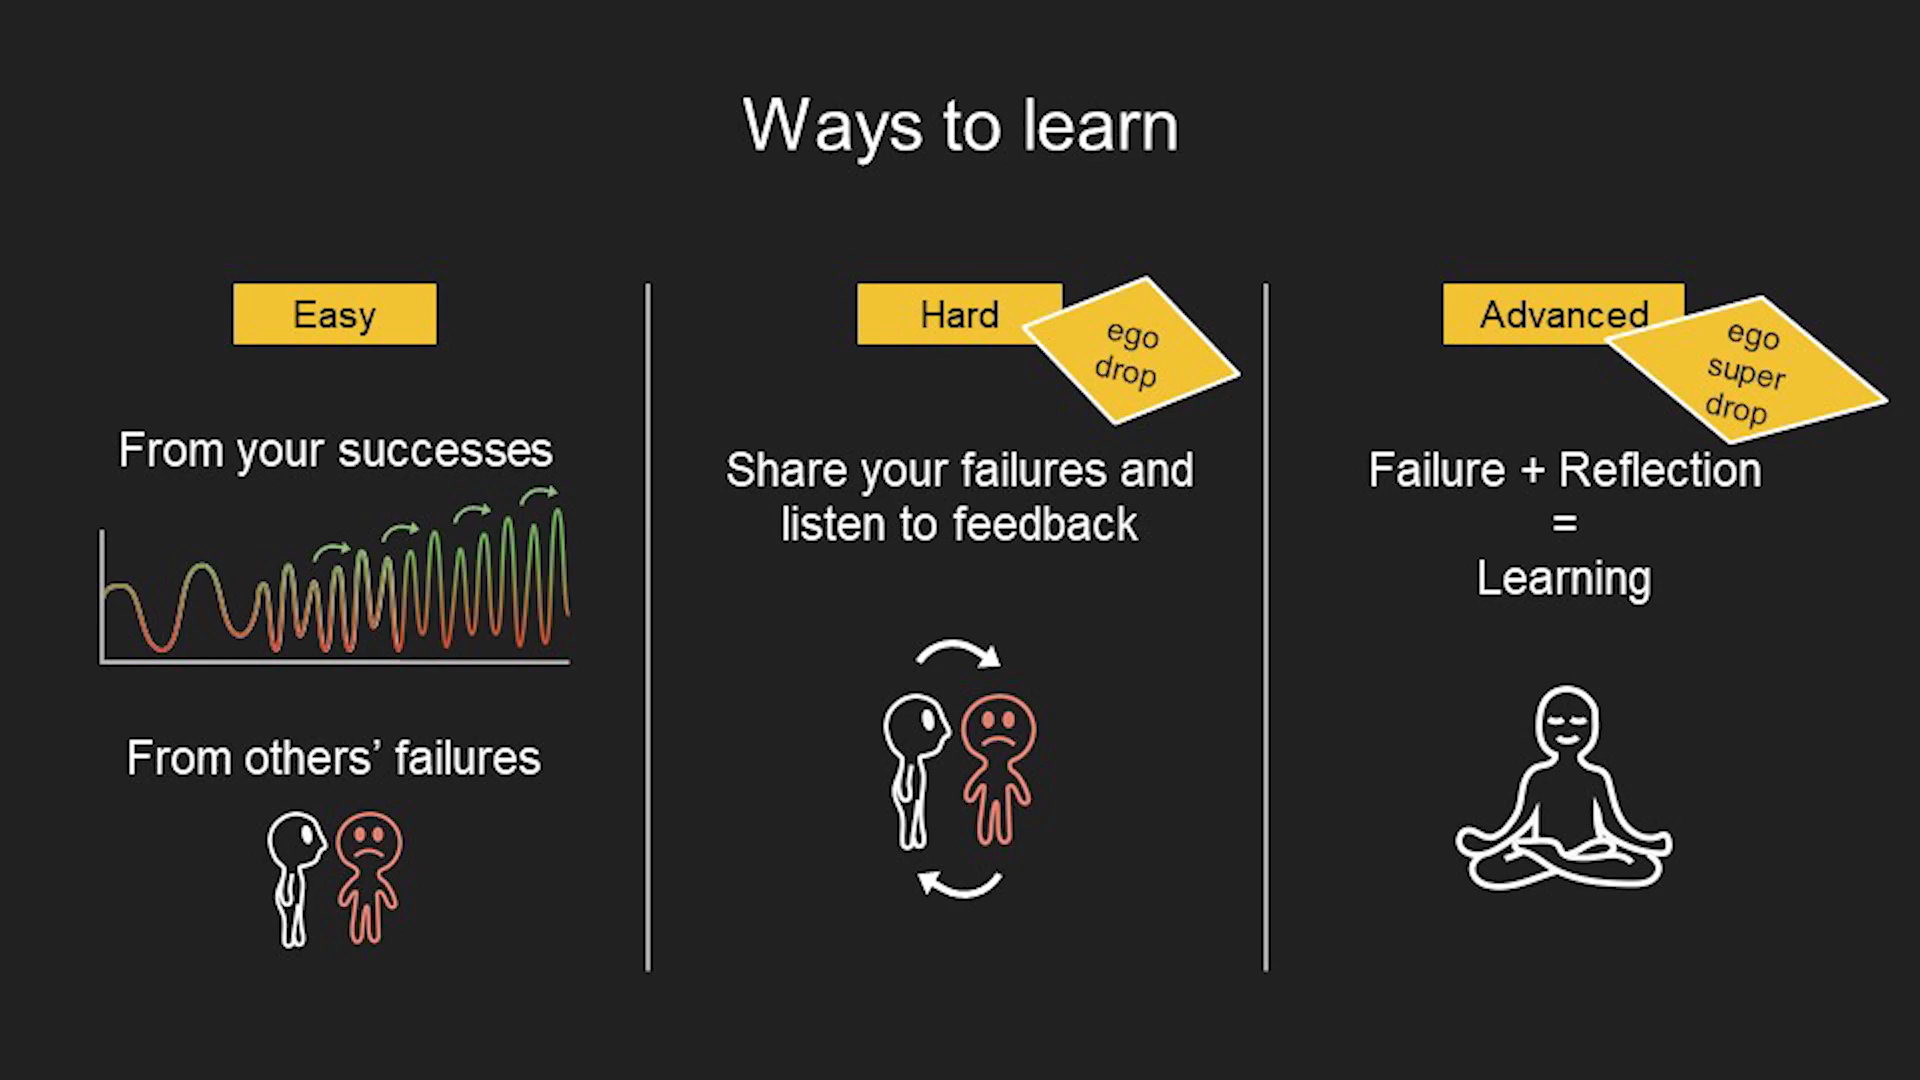 Ways to learn
Easy
From your successes
From others’ failures
Hard
ego
drop
Share your failures and
listen to feedback
Advanced
ego
super
drop
Failure + Reflection
=
Learning